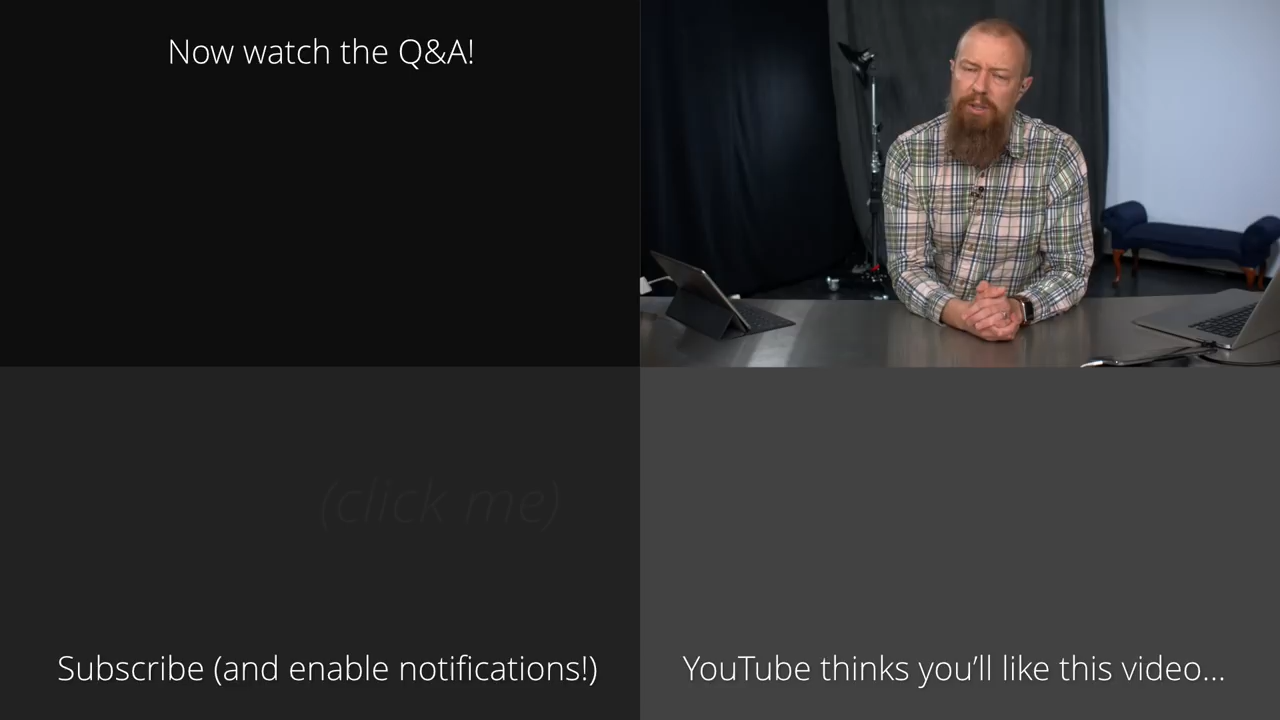 Now watch the Q&A!
(click me)
Subscribe (and enable notifications!)
YouTube thinks you’ll like this video...